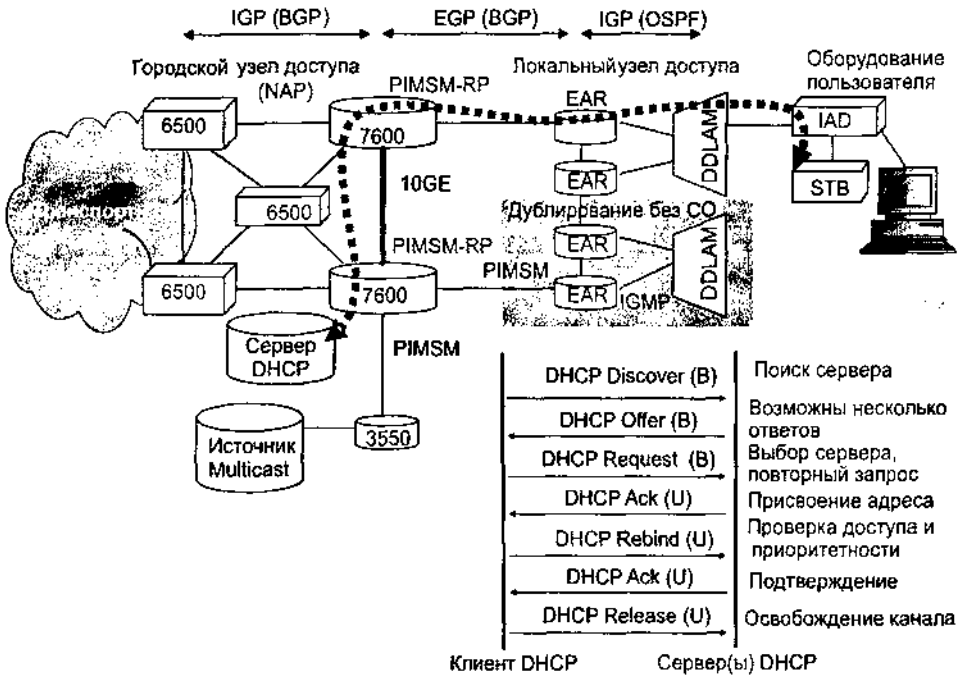 IGP (BGP)
EGP (BGP)
IGP (OSPF)
Городской узел доступа
(NAP)
PIMSM-RP
Локальный узел доступа
Оборудование
пользователя
6500
7600
EAR
DDLAM
IAD
STB
10GE
6500
EAR
Дублирование без CO
PIMSM-RP
EAR
6500
7600
PIMSM
EAR
IGMP
DDLAM
Сервер
DHCP
PIMSM
Источник
Multicast
3550
DHCP Discover (B)
Поиск сервера
DHCP Offer (B)
Возможны несколько
ответов
DHCP Request (B)
Выбор сервера,
повторный запрос
DHCP Ack (U)
Присвоение адреса
DHCP Rebind (U)
Проверка доступа и
приоритетности
DHCP Ack (U)
Подтверждение
DHCP Release (U)
Освобождение канала
Клиент DHCP
Сервер(ы) DHCP